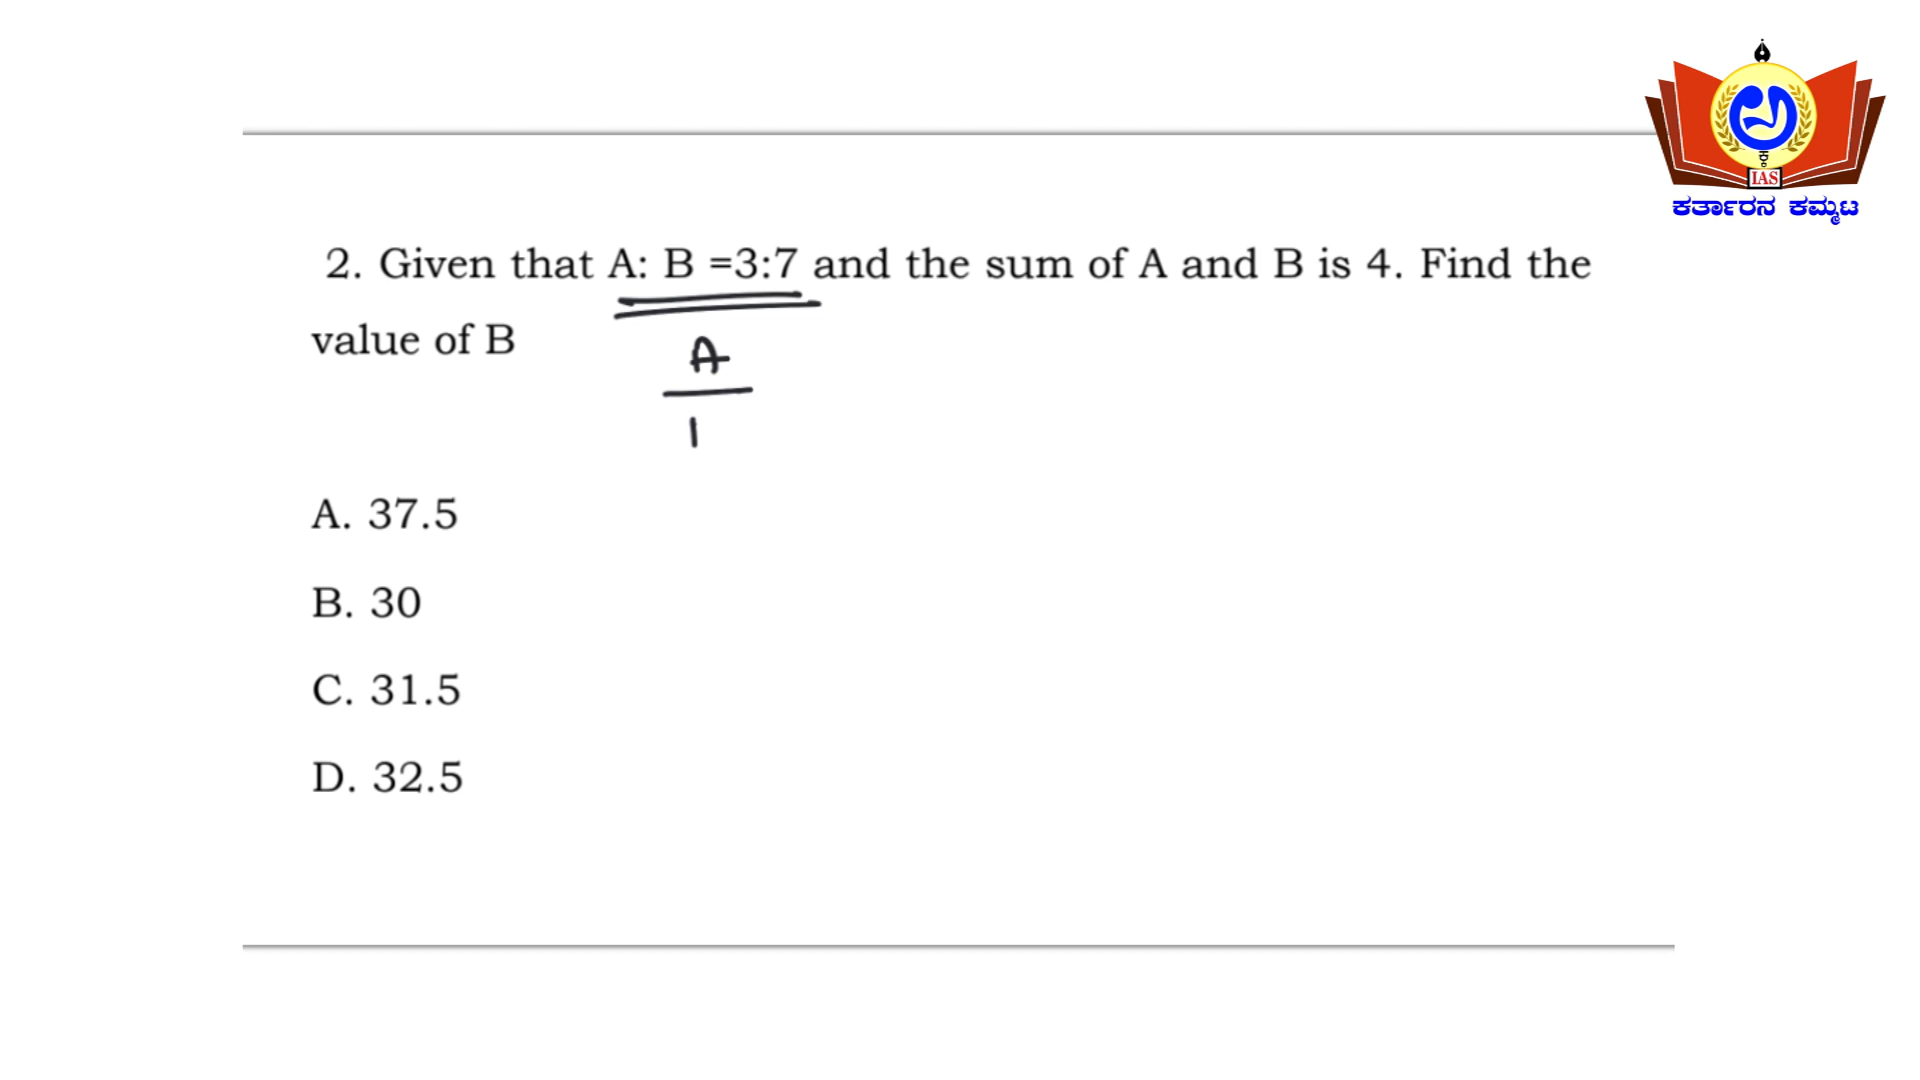 IAS
ಕರ್ತಾರನ ಕಮ್ಮಟ
2. Given that A: B =3:7 and the sum of A and B is 4. Find the
value of B
A
1
A. 37.5
B. 30
C. 31.5
D. 32.5